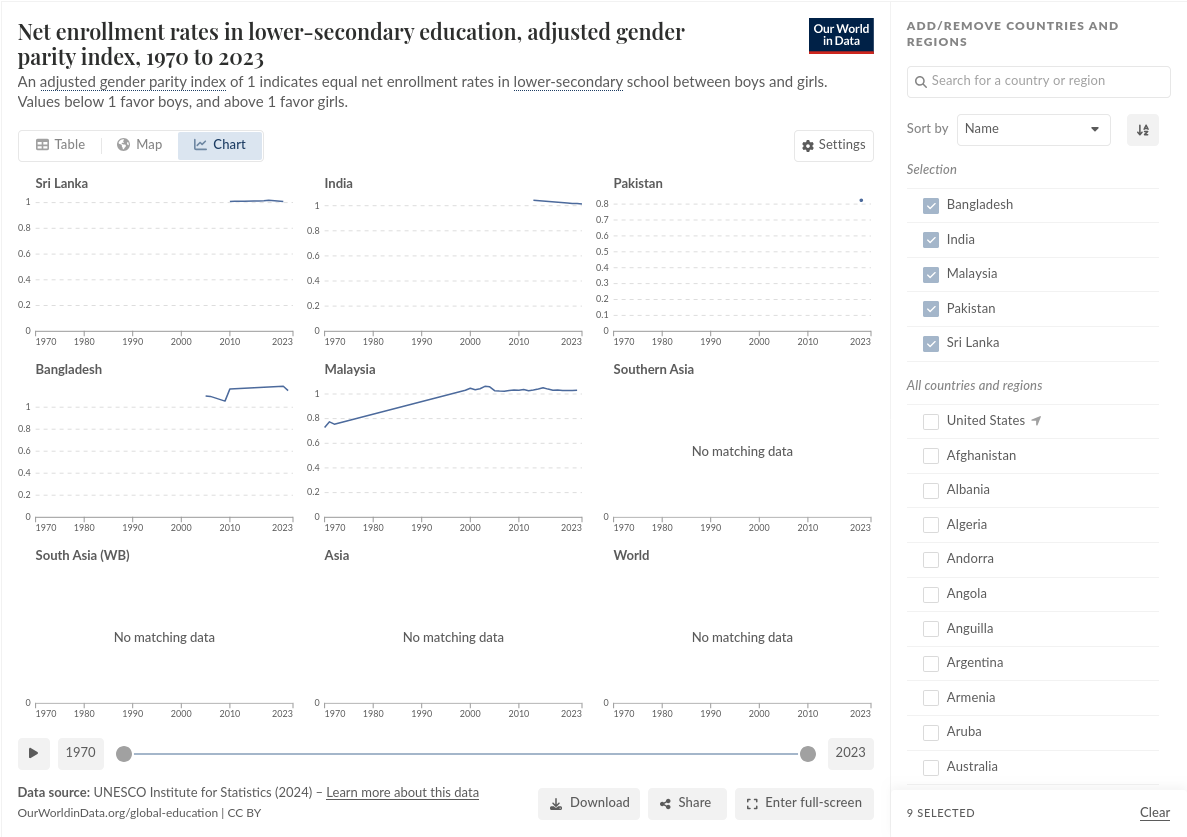 Net enrollment rates in lower-secondary education, adjusted gender
parity index, 1970 to 2023
An adjusted gender parity index of 1 indicates equal net enrollment rates in lower-secondary school between boys and girls.
Values below 1 favor boys, and above 1 favor girls.
Our World
in Data
Table
Map
Chart
Settings
Sri Lanka
1
0.8
0.6
0.4
0.2
0
1970 1980 1990 2000 2010 2023
India
1
0.8
0.6
0.4
0.2
0
1970 1980 1990 2000 2010 2023
Pakistan
0.8
0.7
0.6
0.5
0.4
0.3
0.2
0.1
0
1970 1980 1990 2000 2010 2023
Bangladesh
1
0.8
0.6
0.4
0.2
0
1970 1980 1990 2000 2010 2023
Malaysia
1
0.8
0.6
0.4
0.2
0
1970 1980 1990 2000 2010 2023
Southern Asia
No matching data
0
1970 1980 1990 2000 2010 2023
South Asia (WB)
No matching data
0
1970 1980 1990 2000 2010 2023
Asia
No matching data
0
1970 1980 1990 2000 2010 2023
World
No matching data
0
1970 1980 1990 2000 2010 2023
1970
2023
Data source: UNESCO Institute for Statistics (2024) – Learn more about this data
OurWorldinData.org/global-education | CC BY
Download
Share
Enter full-screen
ADD/REMOVE COUNTRIES AND
REGIONS
Search for a country or region
Sort by
Name
Selection
Bangladesh
India
Malaysia
Pakistan
Sri Lanka
All countries and regions
United States
Afghanistan
Albania
Algeria
Andorra
Angola
Anguilla
Argentina
Armenia
Aruba
Australia
9 SELECTED
Clear